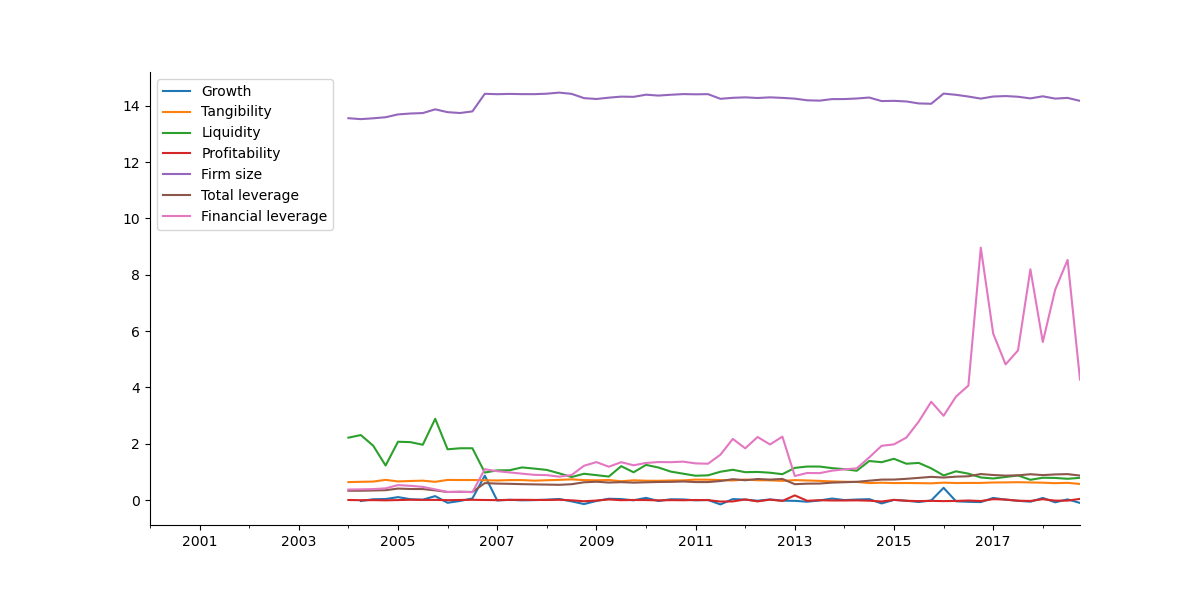 Growth
Tangibility
Liquidity
Profitability
Firm size
Total leverage
Financial leverage
14
12
10
8
6
4
2
0
2001 2003 2005 2007 2009 2011 2013 2015 2017